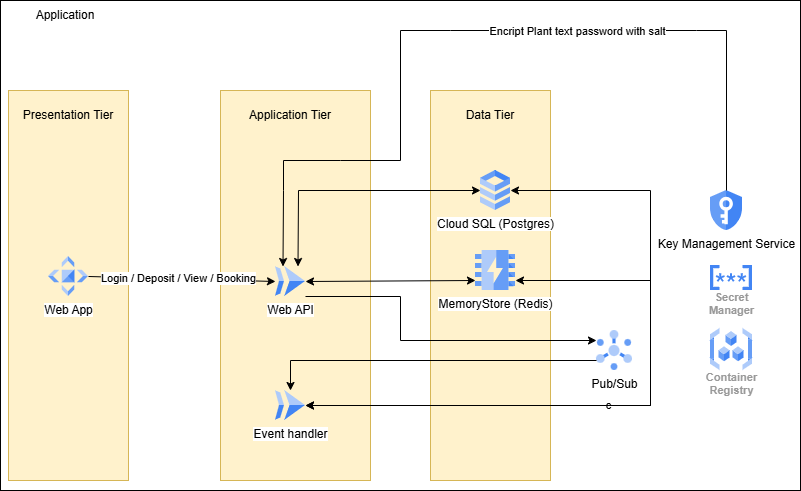 Application
Encript Plant text password with salt
Presentation Tier
Application Tier
Data Tier
Cloud SQL (Postgres)
Key Management Service
Login / Deposit / View / Booking
***
Web App
Web API
MemoryStore (Redis)
Secret
Manager
Pub/Sub
Container
Registry
c
Event handler